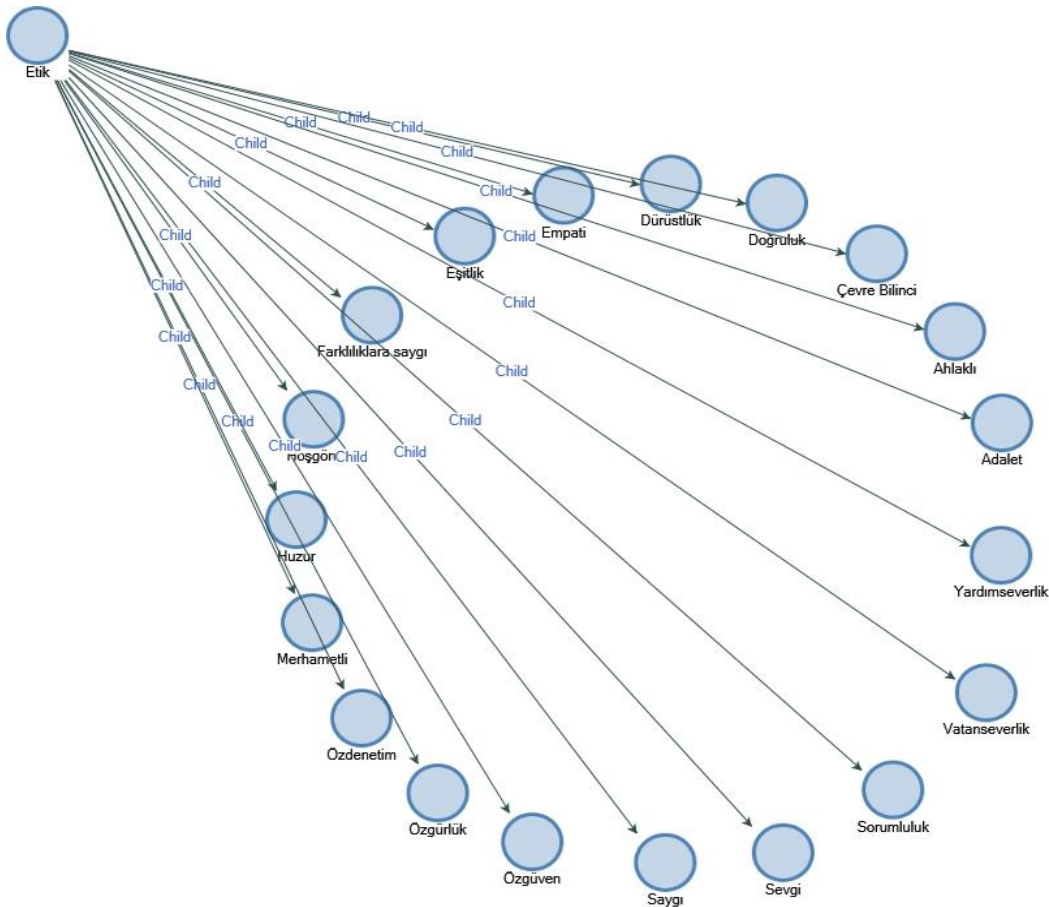 Etik
Child
Child
Child
Child
Child
Child
Child
Dürüstlük
Empati
Child
Child
Doğruluk
Eşitlik
Child
Çevre Bilinci
Child
Child
Farklılıklara saygı
Ahlaklı
Child
Child
Child
Child
Child
Child
Child
Adalet
Huzur
Yardımseverlik
Merhametli
Vatanseverlik
Özdenetim
Özgürlük
Sorumluluk
Özgüven
Sevgi
Saygı